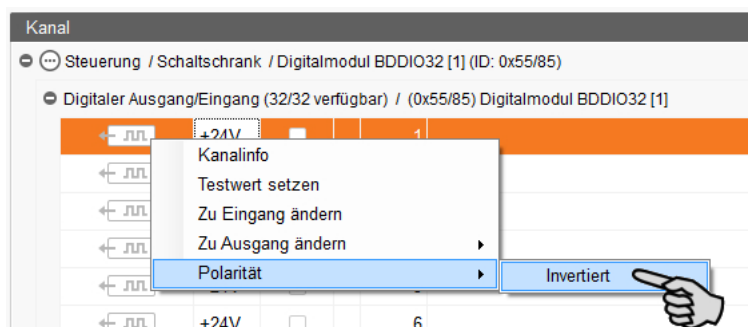 Kanal
Steuerung / Schaltschrank / Digitalmodul BDDIO32 [1] (ID: 0x55/85)
Digitaler Ausgang/Eingang (32/32 verfügbar) / (0x55/85) Digitalmodul BDDIO32 [1]
+24V 1
Kanalinfo
Testwert setzen
Zu Eingang ändern
Zu Ausgang ändern
Polarität Invertiert
+24V 6